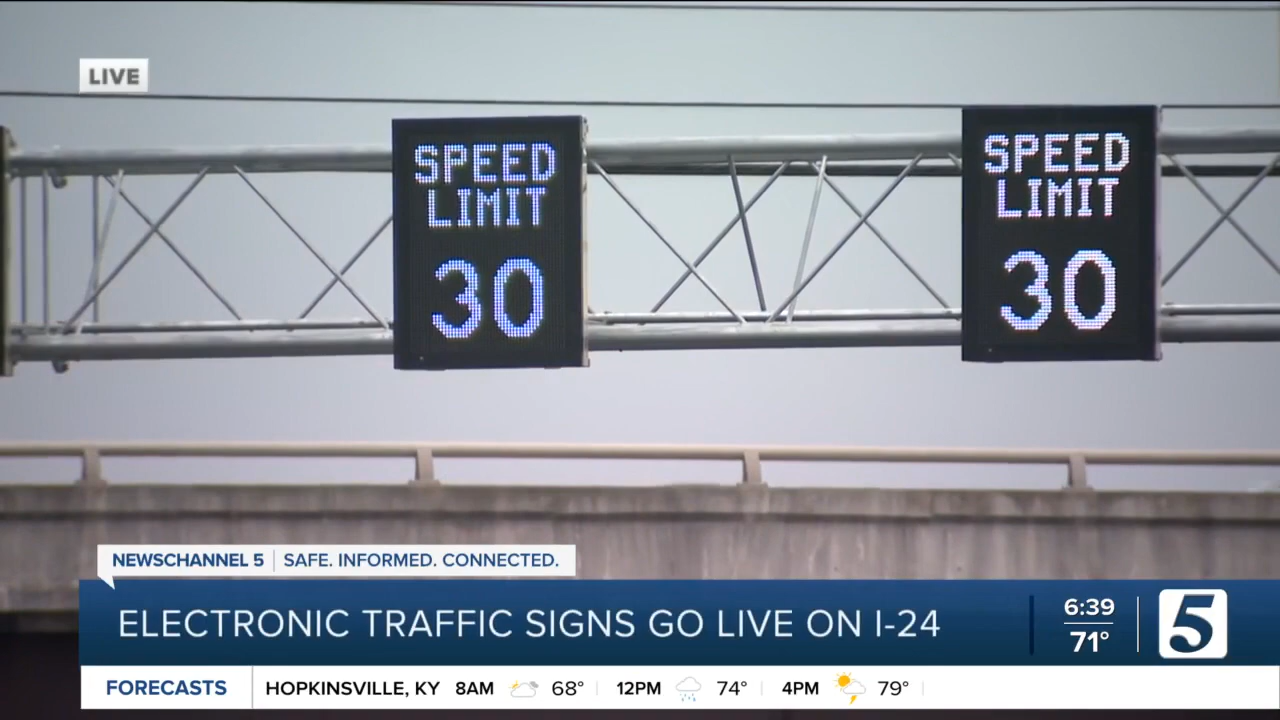 LIVE
SPEED
LIMIT
30
SPEED
LIMIT
30
NEWSCHANNEL 5 | SAFE. INFORMED. CONNECTED.
ELECTRONIC TRAFFIC SIGNS GO LIVE ON I-24
6:39
71°
5
FORECASTS HOPKINSVILLE, KY 8AM 68° 12PM 74° 4PM 79°